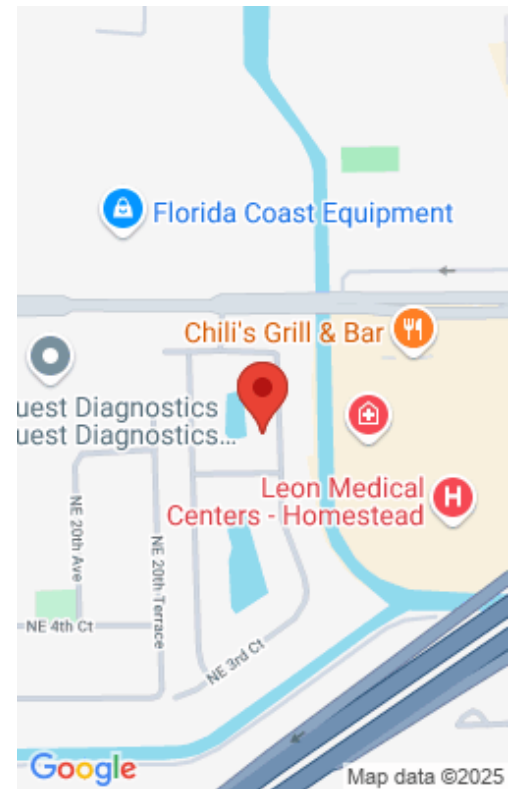 Florida Coast Equipment
Chili's Grill & Bar
uest Diagnostics
uest Diagnostics...
Leon Medical
Centers - Homestead
H
NE 20th Ave
NE 20th Terrace
NE 4th Ct
NE 3rd Ct
Google
Map data ©2025